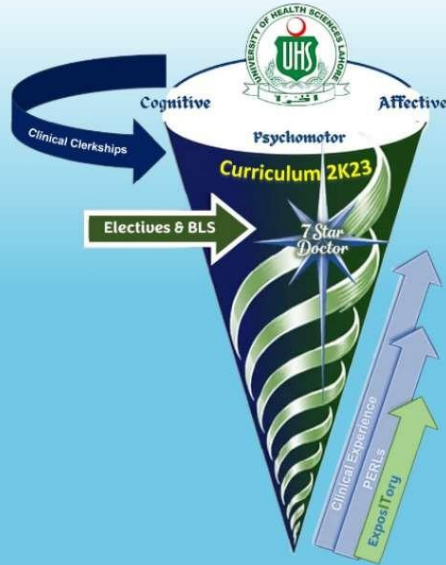 UNIVERSITY OF HEALTH SCIENCES LAHORE
UHS
Cognitive
Affective
Psychomotor
Clinical Clerkships
Curriculum 2K23
Electives & BLS
7 Star
Doctor
Clinical Experience
PERLs
ExposITory